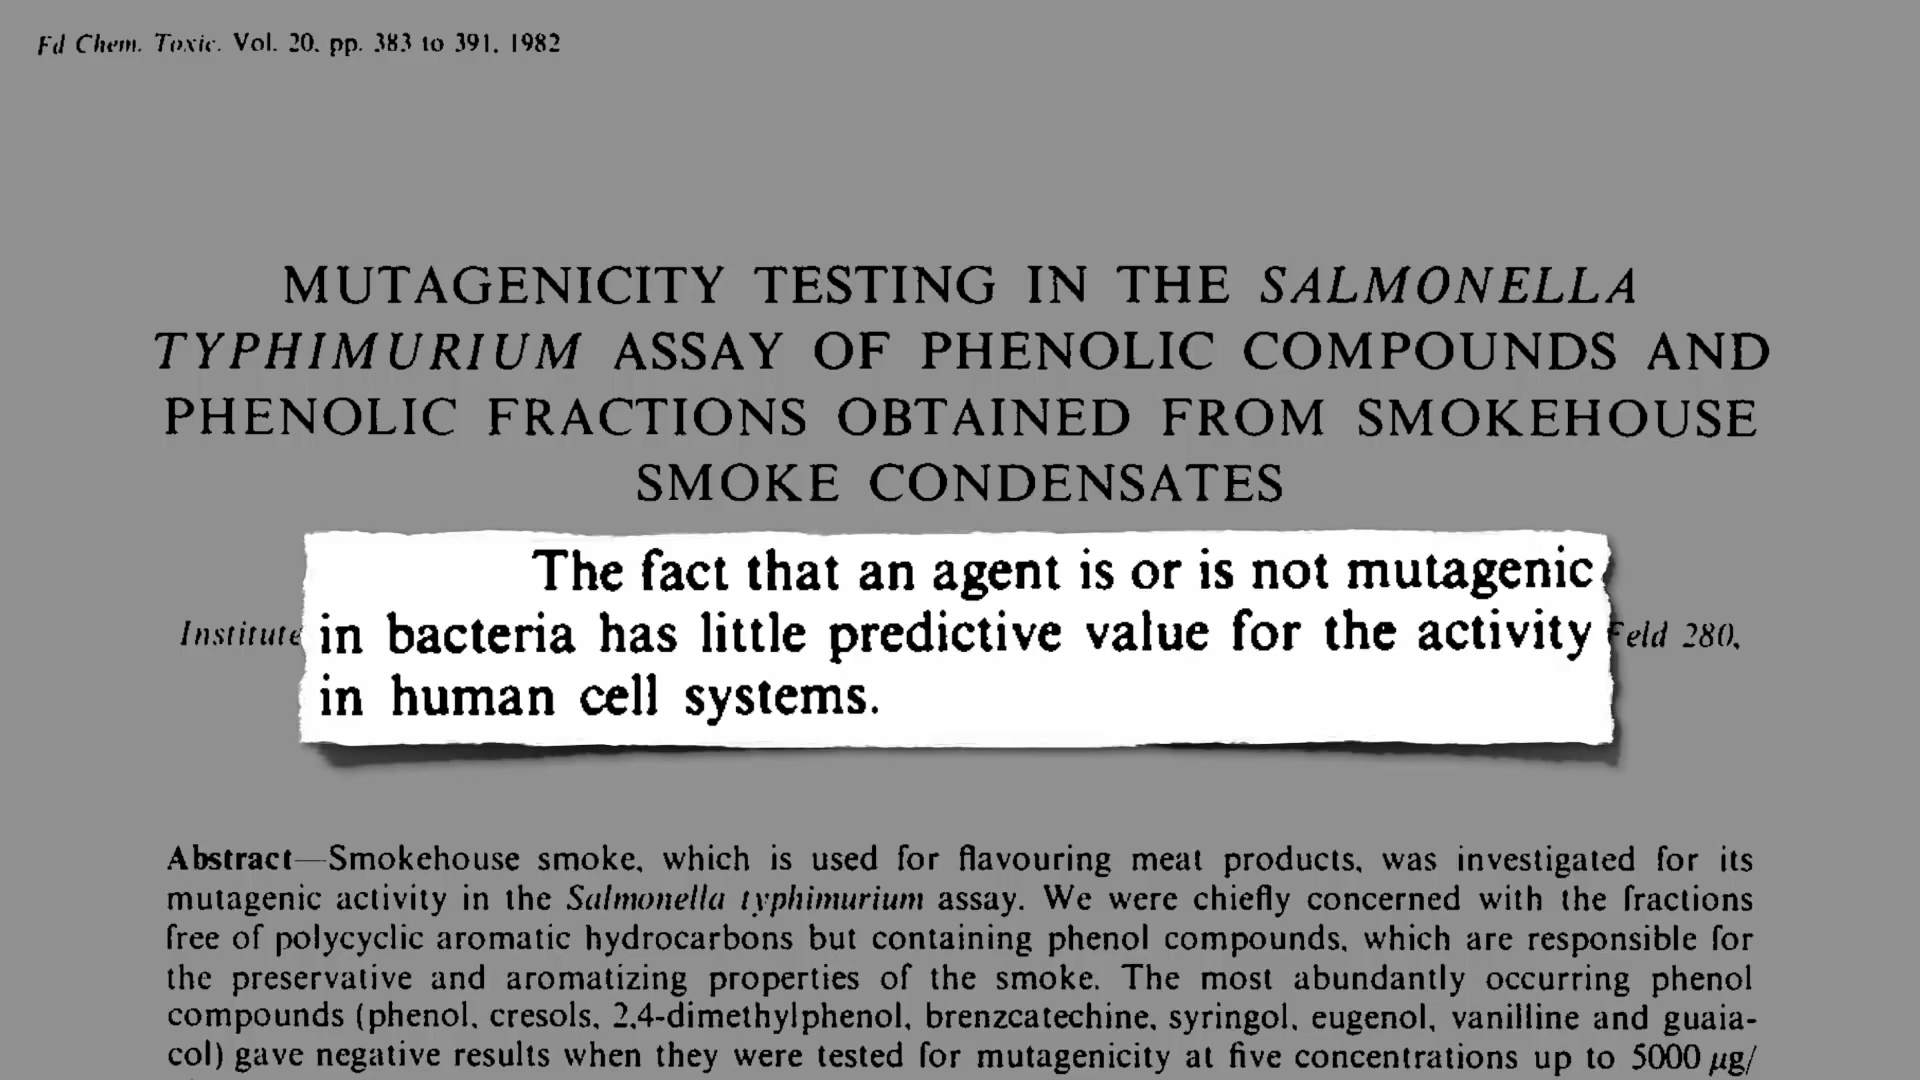 Fd Chem. Toxic. Vol. 20, pp. 383 to 391, 1982
MUTAGENICITY TESTING IN THE SALMONELLA
TYPHIMURIUM ASSAY OF PHENOLIC COMPOUNDS AND
PHENOLIC FRACTIONS OBTAINED FROM SMOKEHOUSE
SMOKE CONDENSATES
The fact that an agent is or is not mutagenic
in bacteria has little predictive value for the activity
in human cell systems.
Institute Feld 280,
Abstract—Smokehouse smoke, which is used for flavouring meat products, was investigated for its
mutagenic activity in the Salmonella typhimurium assay. We were chiefly concerned with the fractions
free of polycyclic aromatic hydrocarbons but containing phenol compounds, which are responsible for
the preservative and aromatizing properties of the smoke. The most abundantly occurring phenol
compounds (phenol, cresols, 2,4-dimethylphenol, brenzcatechine, syringol, eugenol, vanilline and guaia-
col) gave negative results when they were tested for mutagenicity at five concentrations up to 5000 μg/